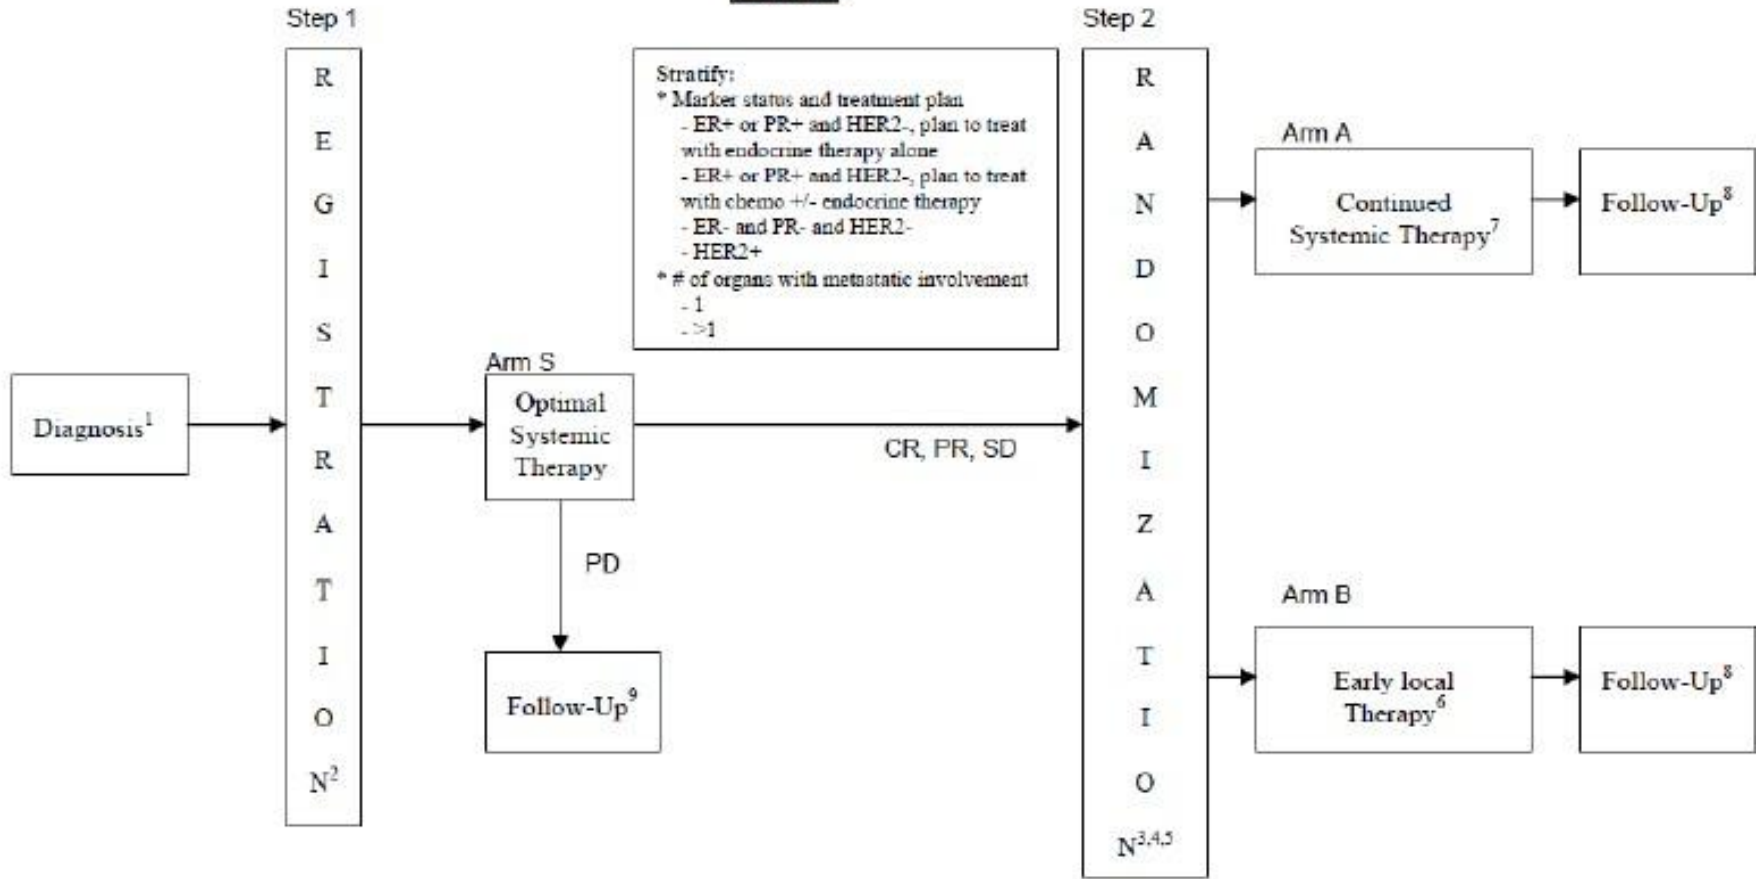 Step 1
Step 2
R
E
G
I
S
T
R
A
T
I
O
N²
Stratify:
* Marker status and treatment plan
- ER+ or PR+ and HER2-, plan to treat
with endocrine therapy alone
- ER+ or PR+ and HER2-, plan to treat
with chemo +/- endocrine therapy
- ER- and PR- and HER2-
- HER2+
* # of organs with metastatic involvement
- 1
- >1
Diagnosis¹
Arm S
Optimal
Systemic
Therapy
CR, PR, SD
PD
Follow-Up⁹
R
A
N
D
O
M
I
Z
A
T
I
O
N³,⁴,⁵
Arm A
Continued
Systemic Therapy⁷
Follow-Up⁸
Arm B
Early local
Therapy⁶
Follow-Up⁸